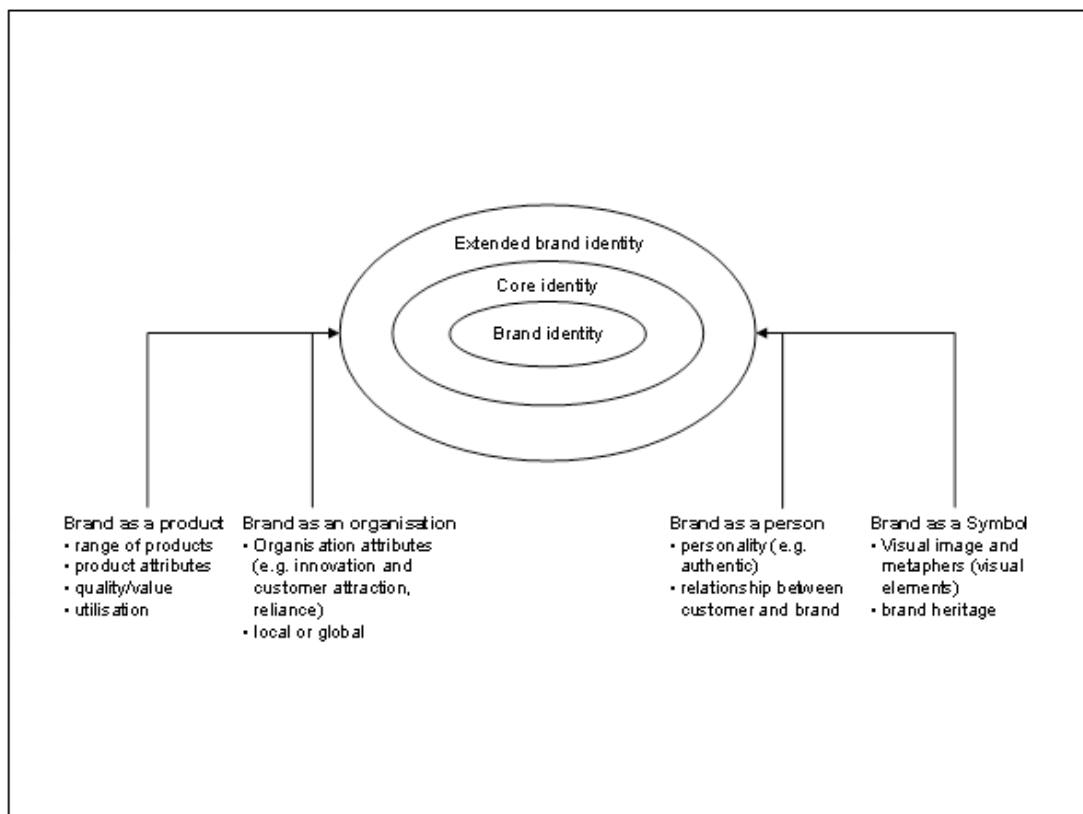 Extended brand identity
Core identity
Brand identity
Brand as a product
• range of products
• product attributes
• quality/value
• utilisation
Brand as an organisation
• Organisation attributes
(e.g. innovation and
customer attraction,
reliance)
• local or global
Brand as a person
• personality (e.g.
authentic)
• relationship between
customer and brand
Brand as a Symbol
• Visual image and
metaphers (visual
elements)
• brand heritage